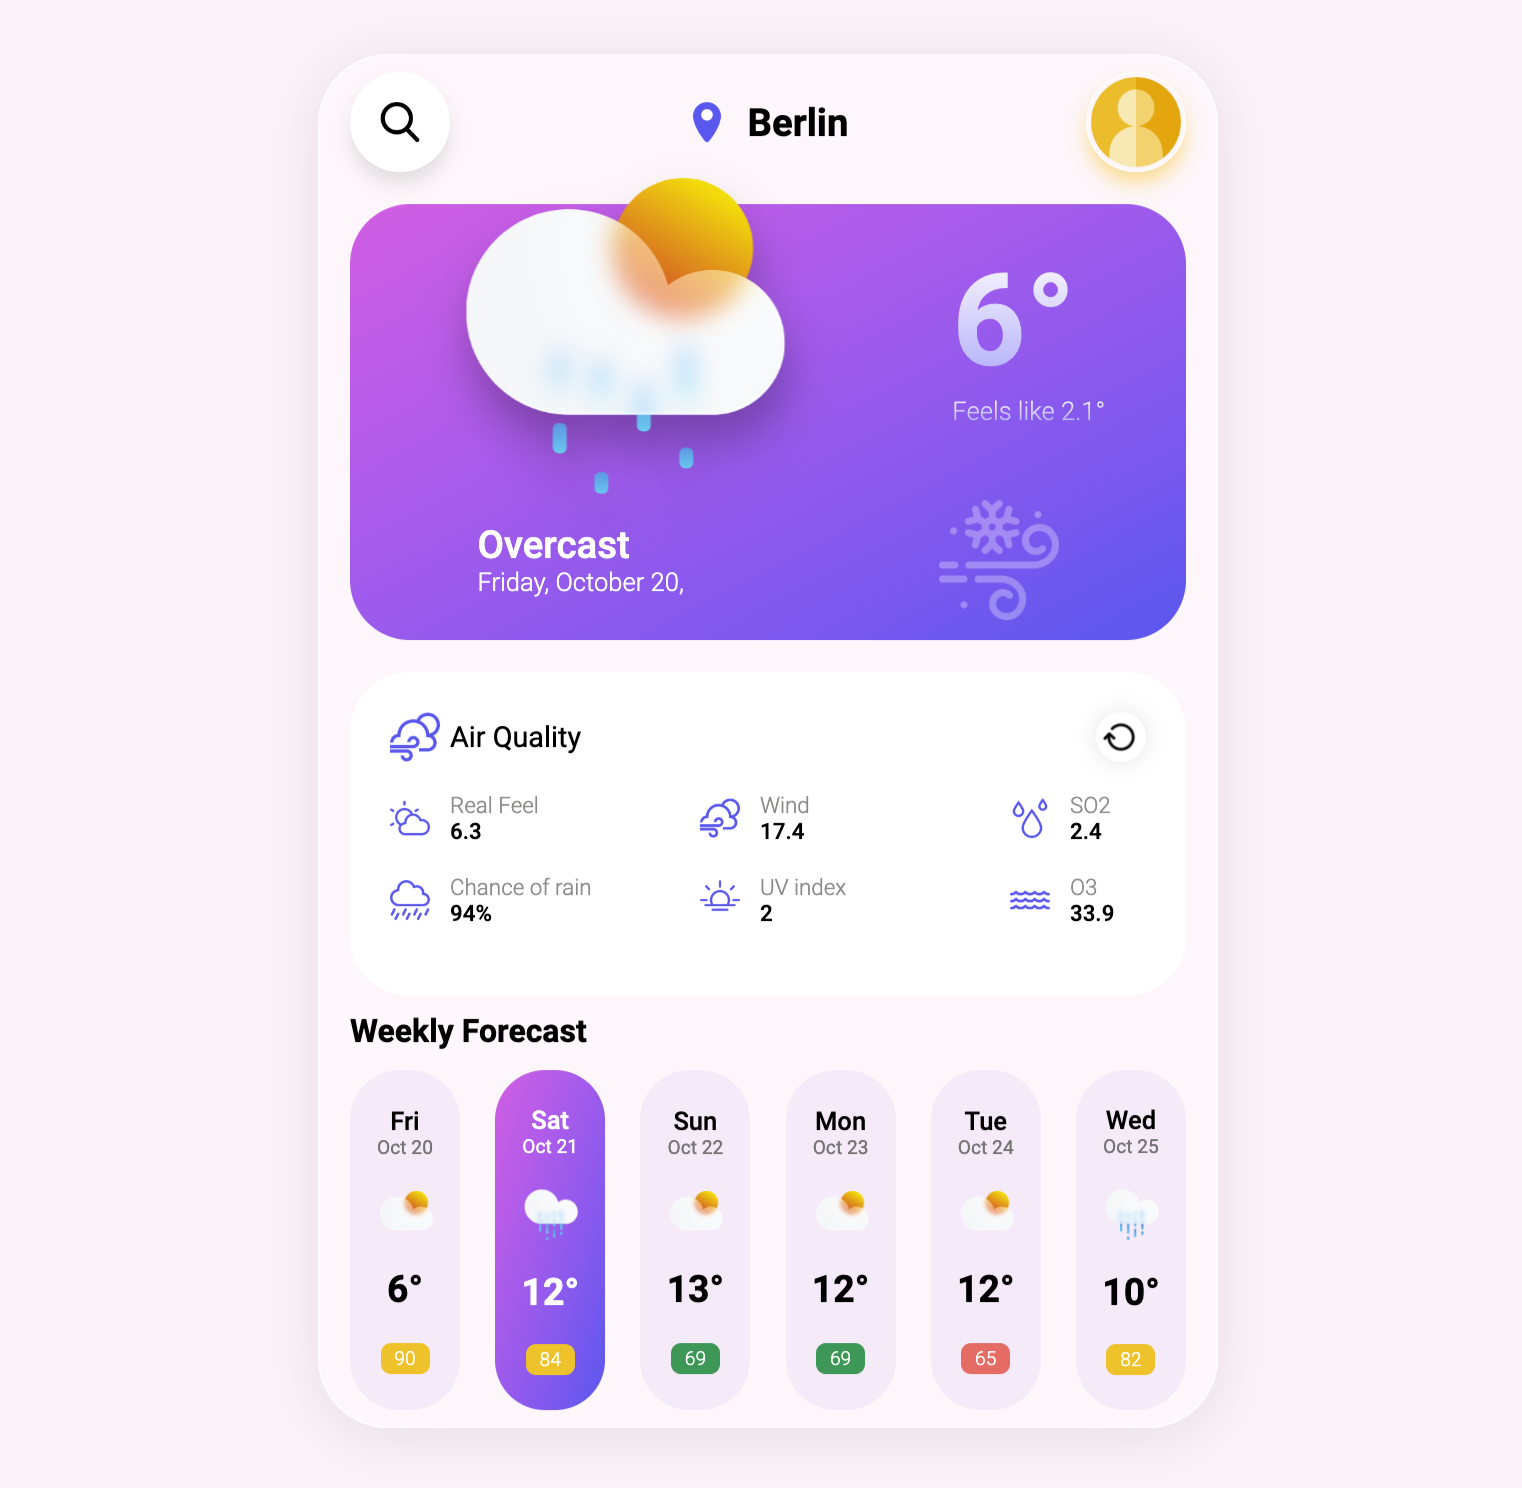 Berlin
6°
Feels like 2.1°
Overcast
Friday, October 20,
Air Quality
Real Feel
6.3
Wind
17.4
SO2
2.4
Chance of rain
94%
UV index
2
O3
33.9
Weekly Forecast
Fri
Oct 20
6°
90
Sat
Oct 21
12°
84
Sun
Oct 22
13°
69
Mon
Oct 23
12°
69
Tue
Oct 24
12°
65
Wed
Oct 25
10°
82